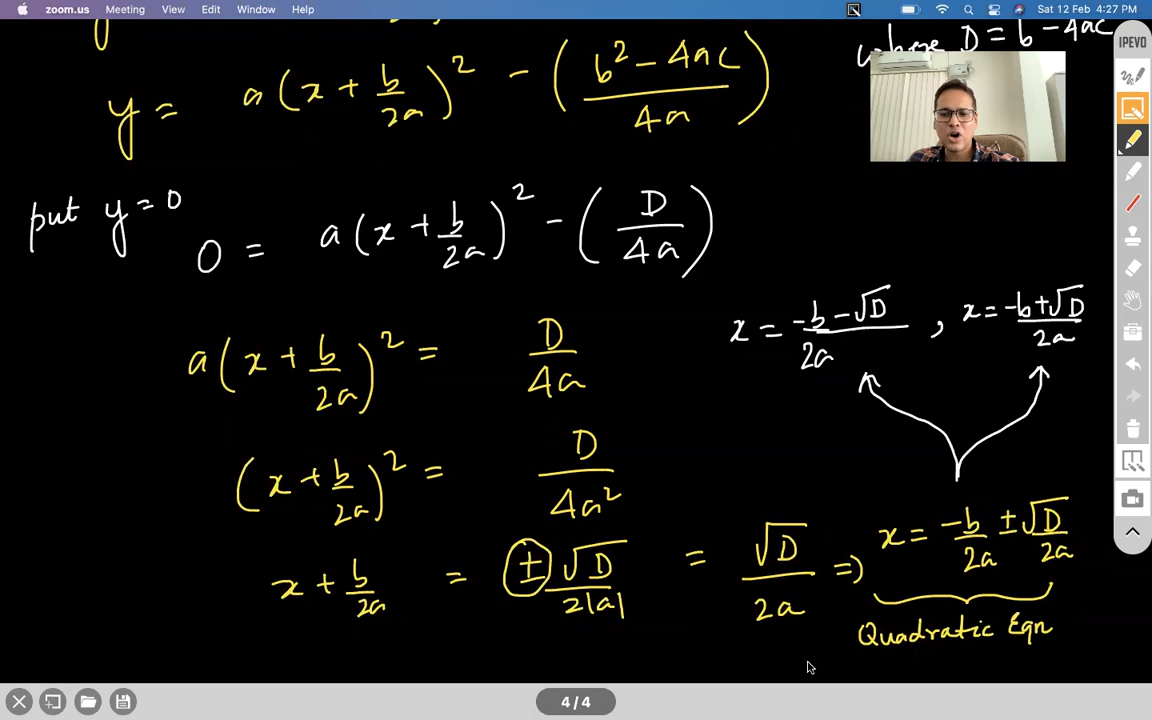 zoom.us Meeting View Edit Window Help Sat 12 Feb 4:27 PM
where D = b - 4ac
IPEVO
y = a(x + b/2a)² - (b² - 4ac / 4a)
put y = 0
0 = a(x + b/2a)² - (D/4a)
x = -b - √D / 2a , x = -b + √D / 2a
a(x + b/2a)² = D/4a
(x + b/2a)² = D/4a²
x + b/2a = ± √D / 2|a| = √D / 2a ⇒ x = -b/2a ± √D/2a
Quadratic Eqn
4/4